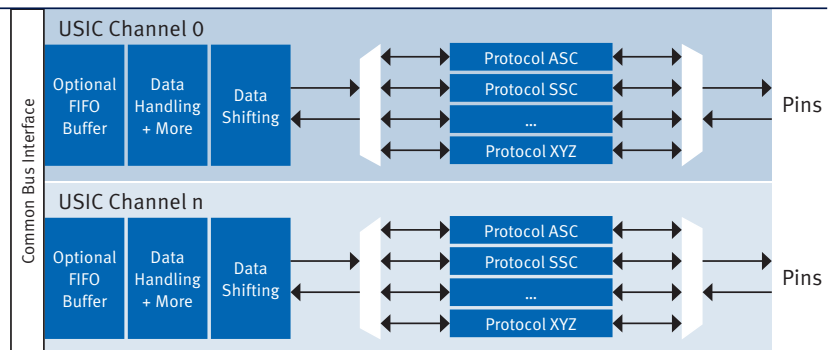 Common Bus Interface
USIC Channel 0
Optional
FIFO
Buffer
Data
Handling
+ More
Data
Shifting
Protocol ASC
Protocol SSC
...
Protocol XYZ
Pins
USIC Channel n
Optional
FIFO
Buffer
Data
Handling
+ More
Data
Shifting
Protocol ASC
Protocol SSC
...
Protocol XYZ
Pins